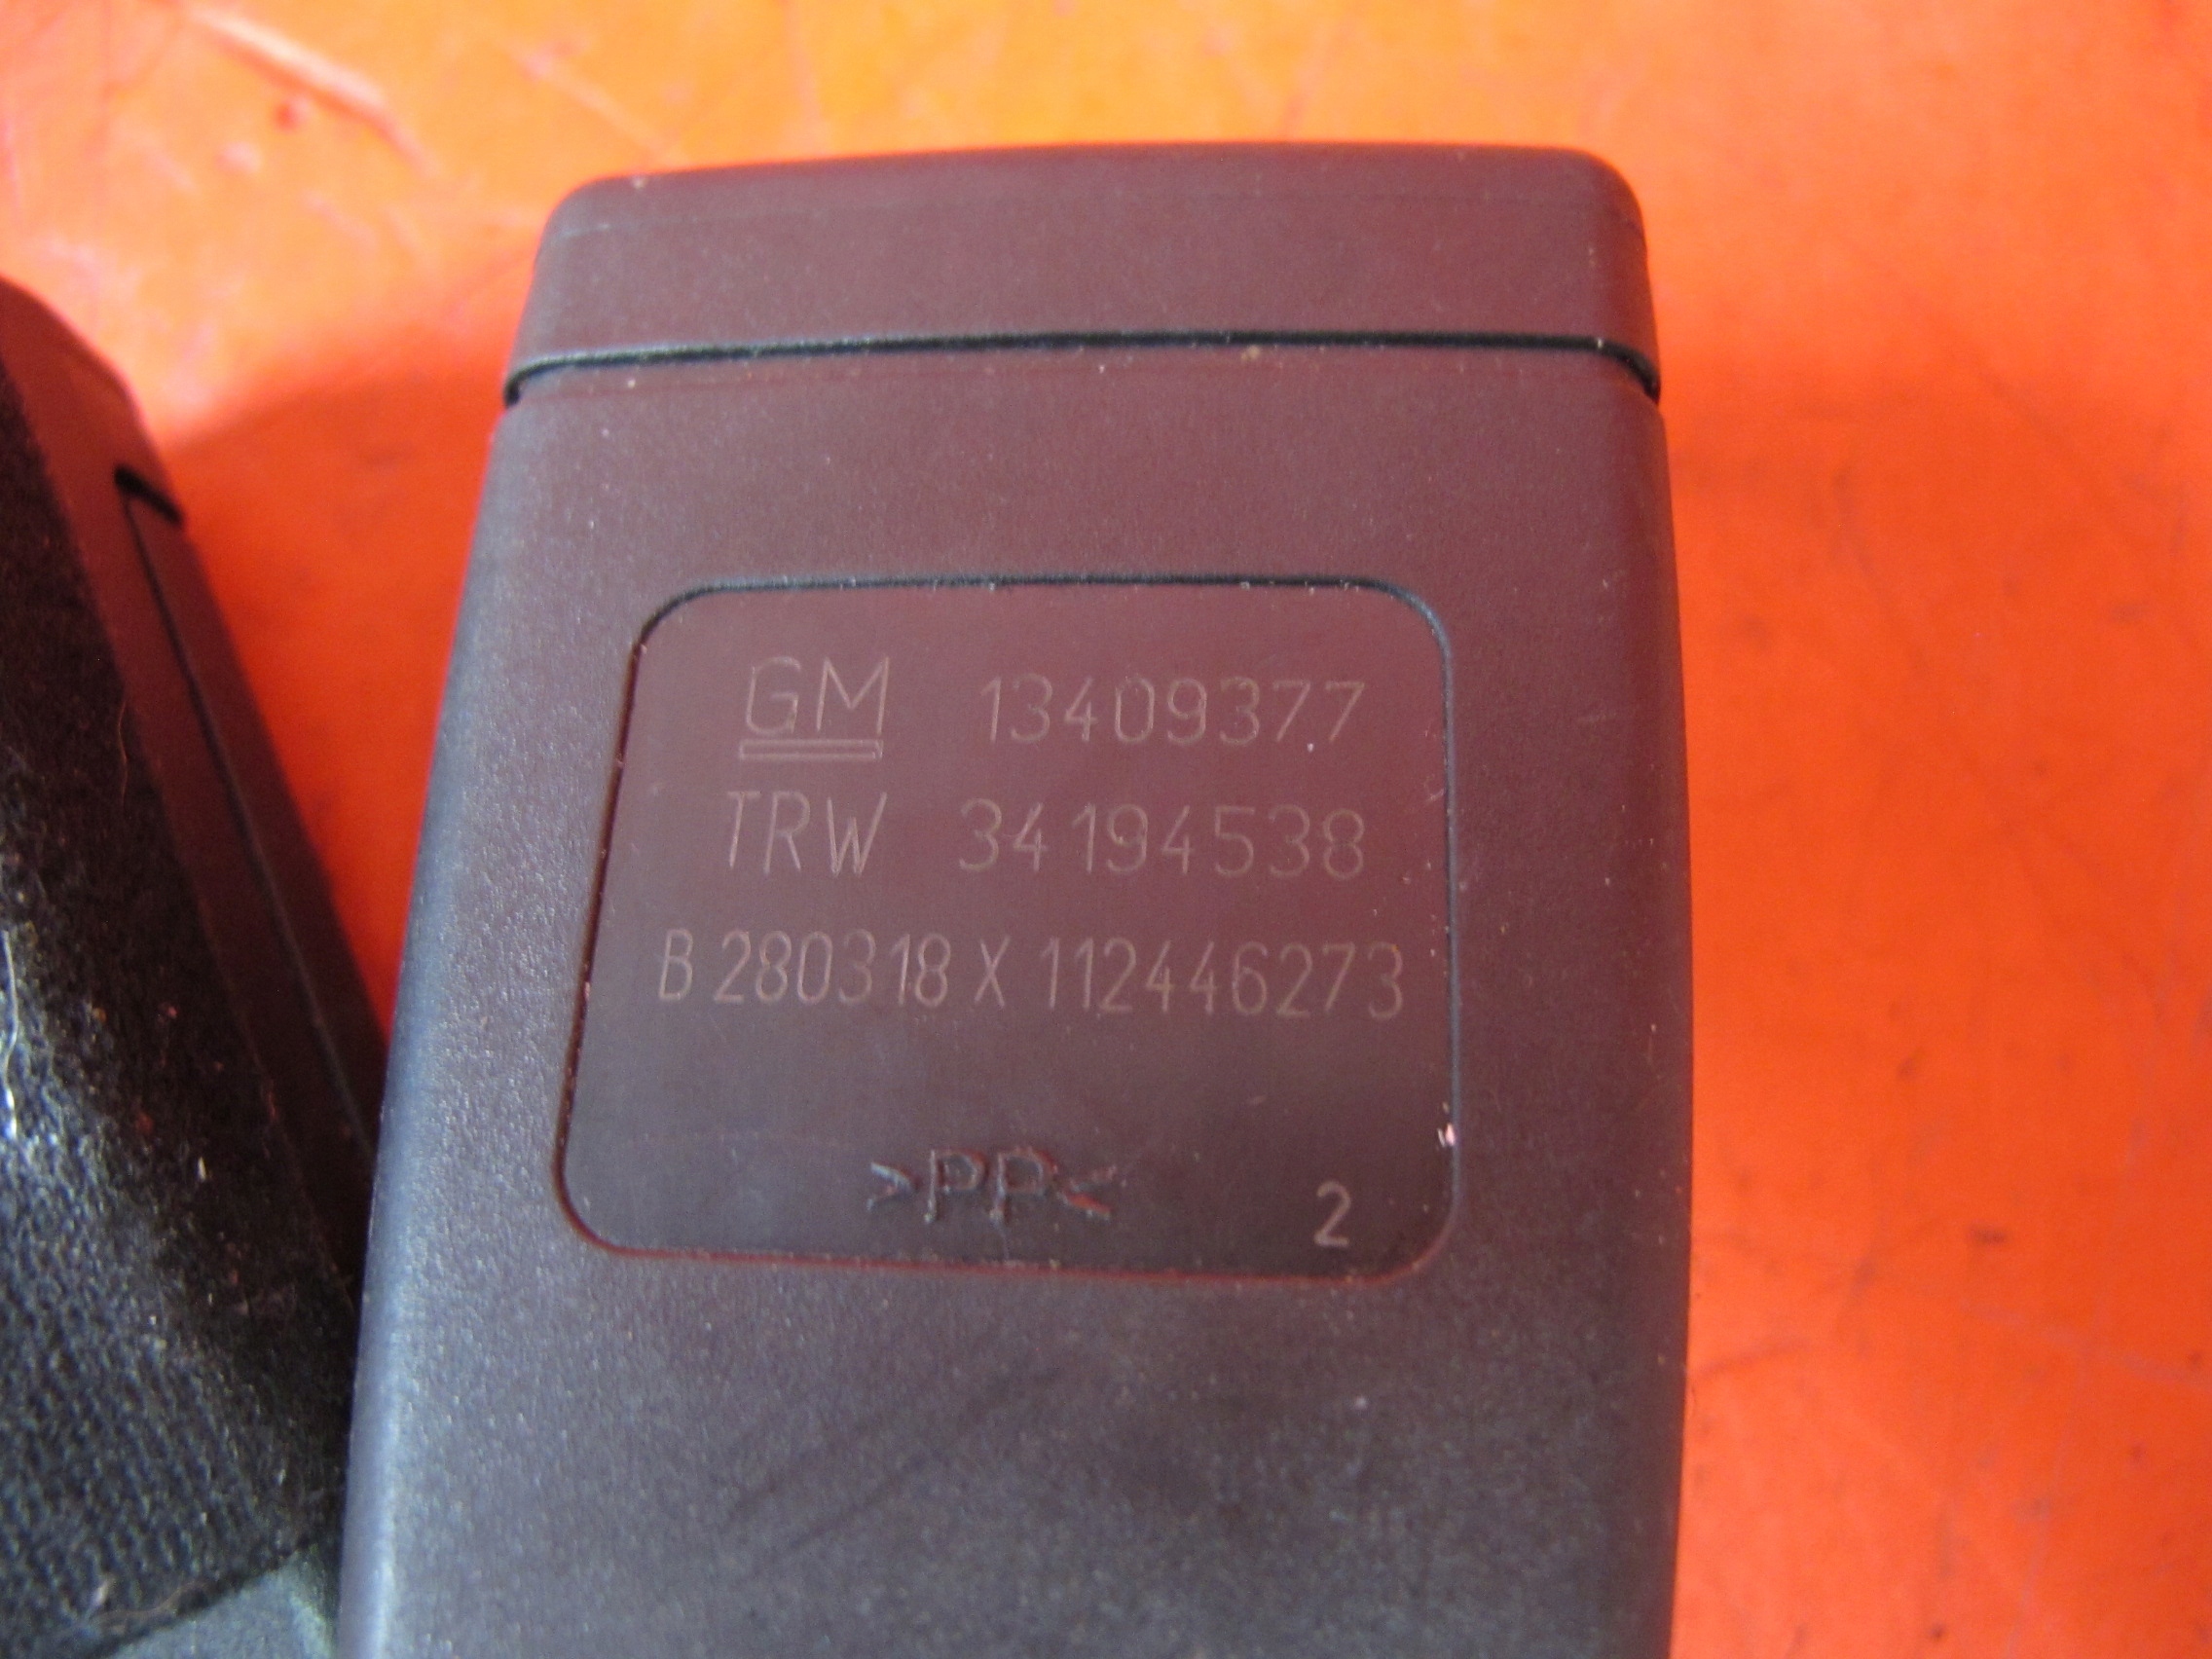 GM 13409377
TRW 34194538
B 280318 X 112446273
>PP<
2